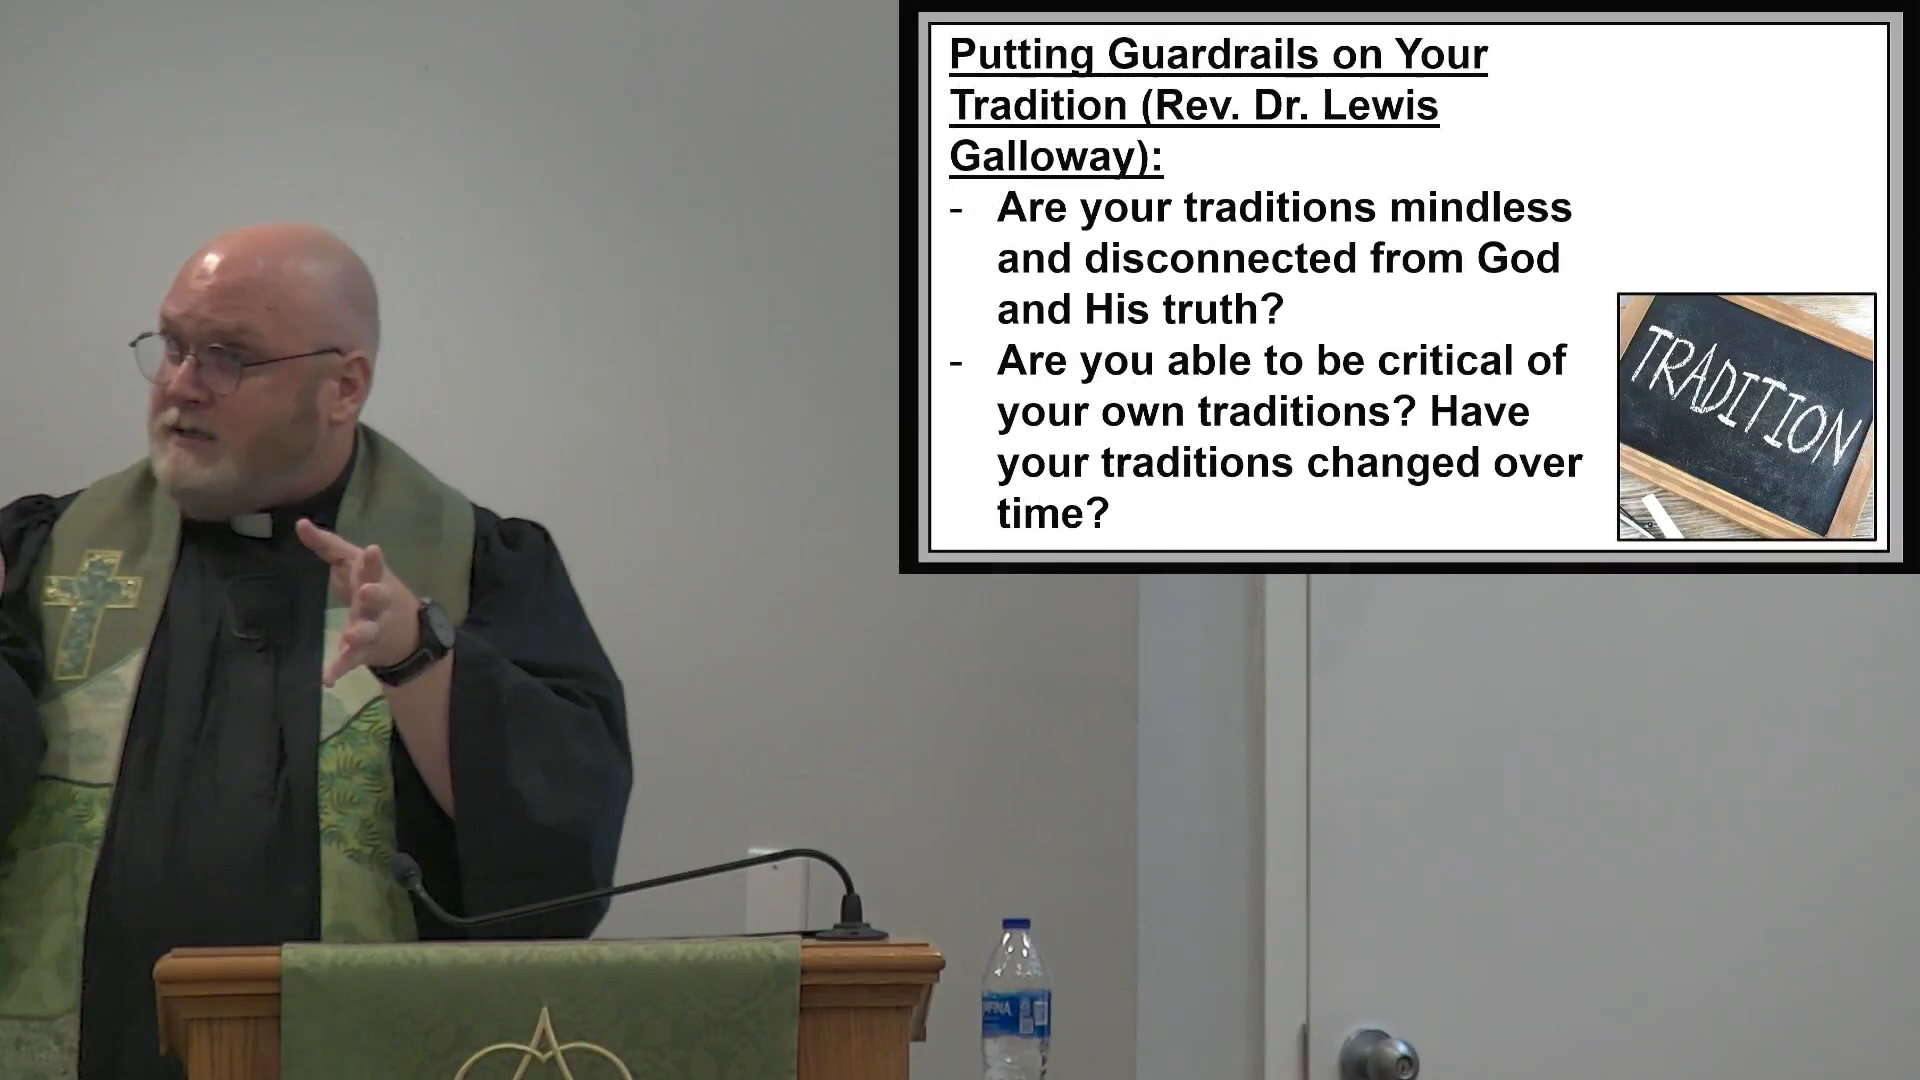 Putting Guardrails on Your
Tradition (Rev. Dr. Lewis
Galloway):
- Are your traditions mindless
and disconnected from God
and His truth?
- Are you able to be critical of
your own traditions? Have
your traditions changed over
time?
TRADITION